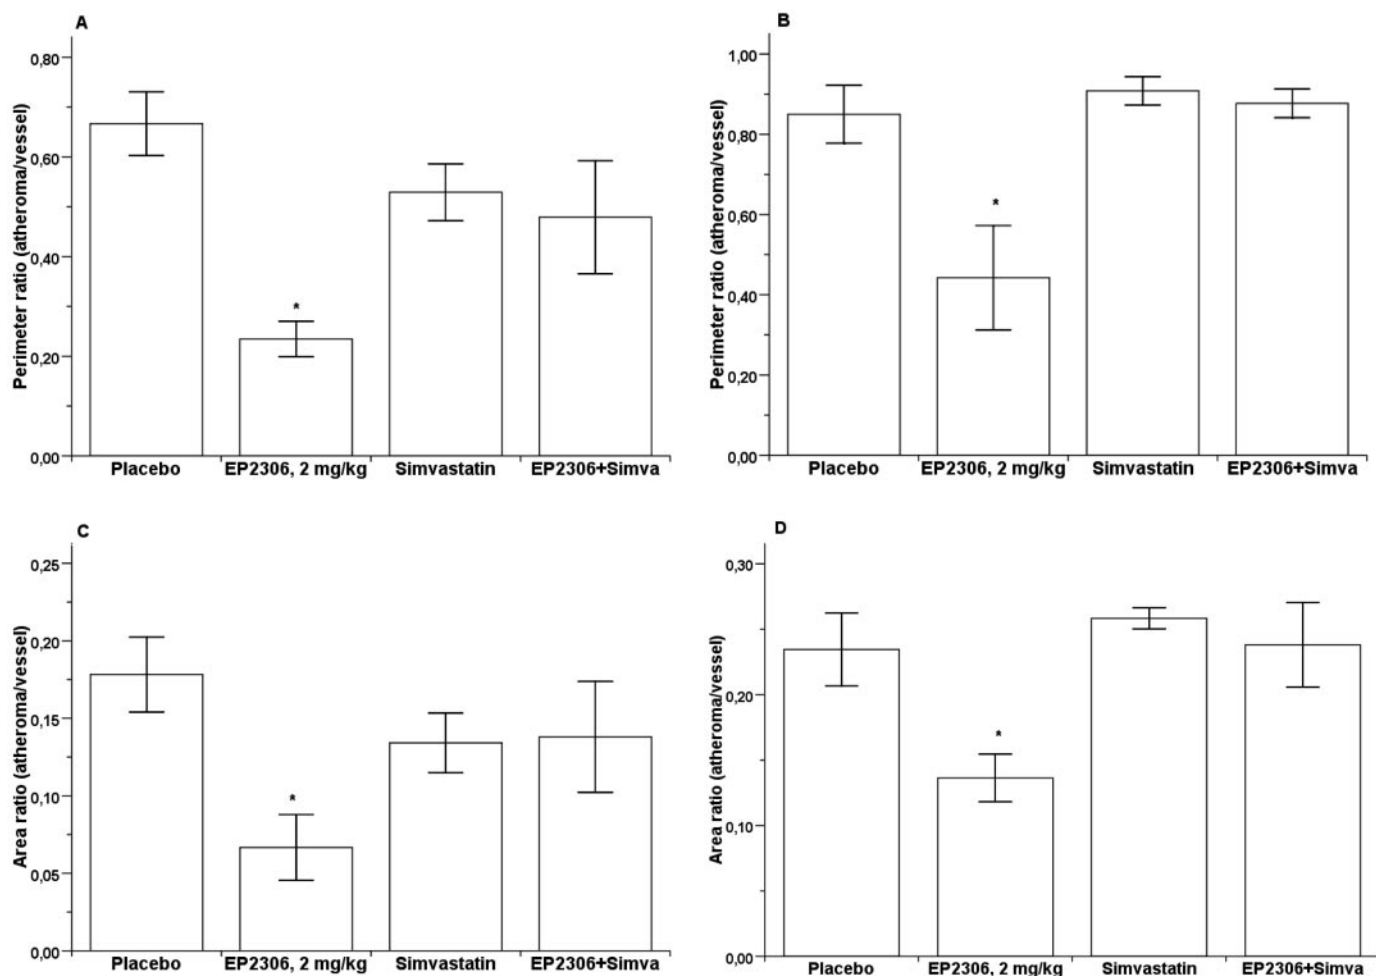 A
Perimeter ratio (atheroma/vessel)
0,80
0,60
0,40
0,20
0,00
*
Placebo EP2306, 2 mg/kg Simvastatin EP2306+Simva
B
Perimeter ratio (atheroma/vessel)
1,00
0,80
0,60
0,40
0,20
0,00
*
Placebo EP2306, 2 mg/kg Simvastatin EP2306+Simva
C
Area ratio (atheroma/vessel)
0,25
0,20
0,15
0,10
0,05
0,00
*
Placebo EP2306, 2 mg/kg Simvastatin EP2306+Simva
D
Area ratio (atheroma/vessel)
0,30
0,20
0,10
0,00
*
Placebo EP2306, 2 mg/kg Simvastatin EP2306+Simva